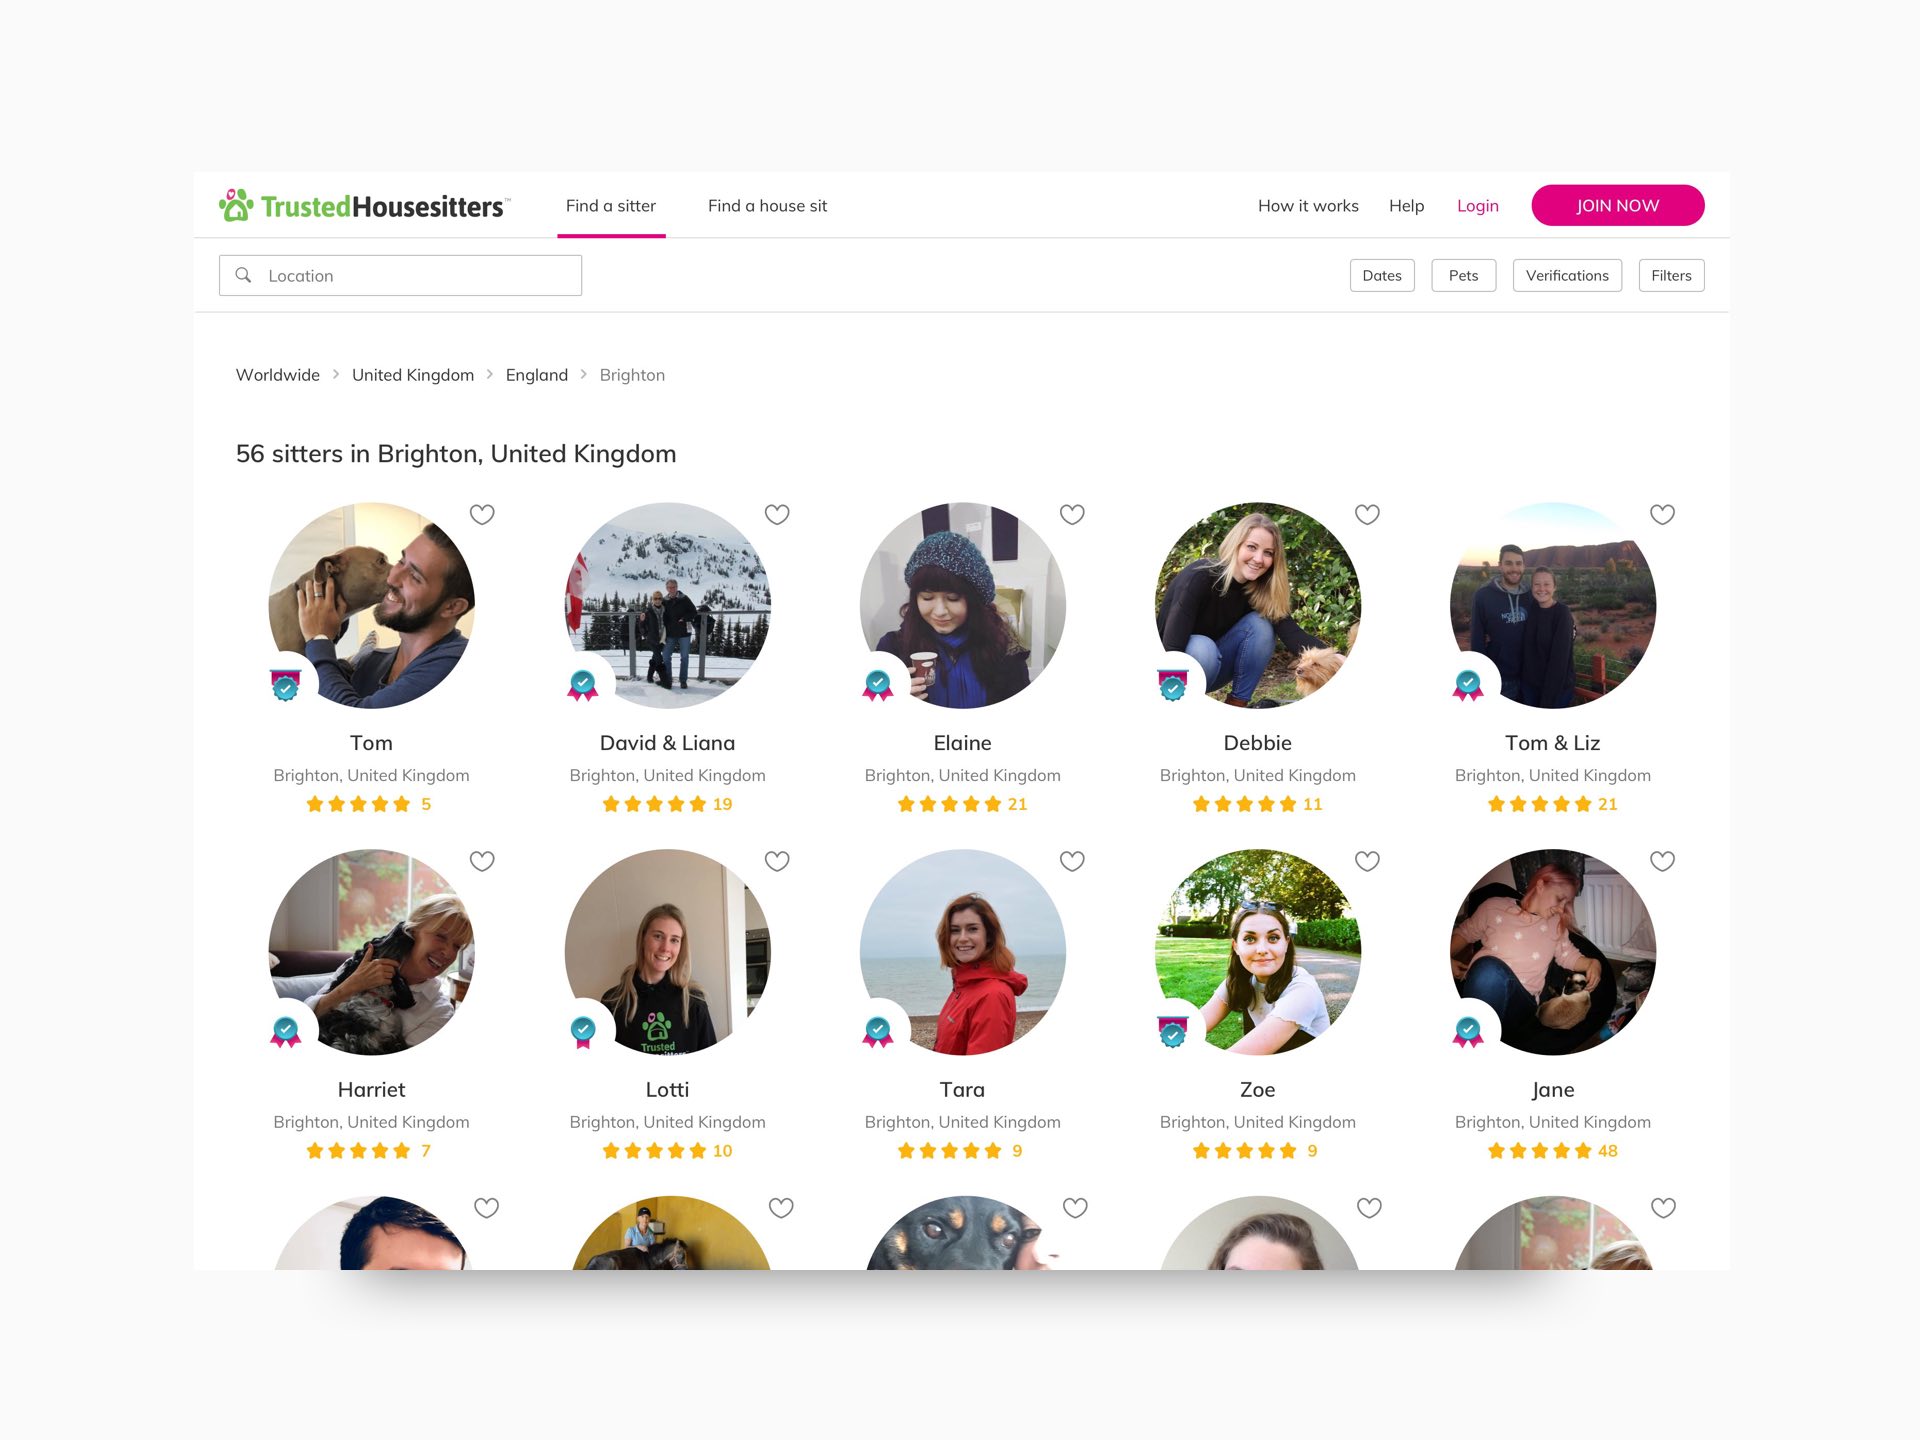 TrustedHousesitters™ Find a sitter Find a house sit How it works Help Login JOIN NOW
Location Dates Pets Verifications Filters
Worldwide > United Kingdom > England > Brighton
56 sitters in Brighton, United Kingdom
Tom David & Liana Elaine Debbie Tom & Liz
Brighton, United Kingdom Brighton, United Kingdom Brighton, United Kingdom Brighton, United Kingdom Brighton, United Kingdom
5 19 21 11 21
Trusted
Harriet Lotti Tara Zoe Jane
Brighton, United Kingdom Brighton, United Kingdom Brighton, United Kingdom Brighton, United Kingdom Brighton, United Kingdom
7 10 9 9 48